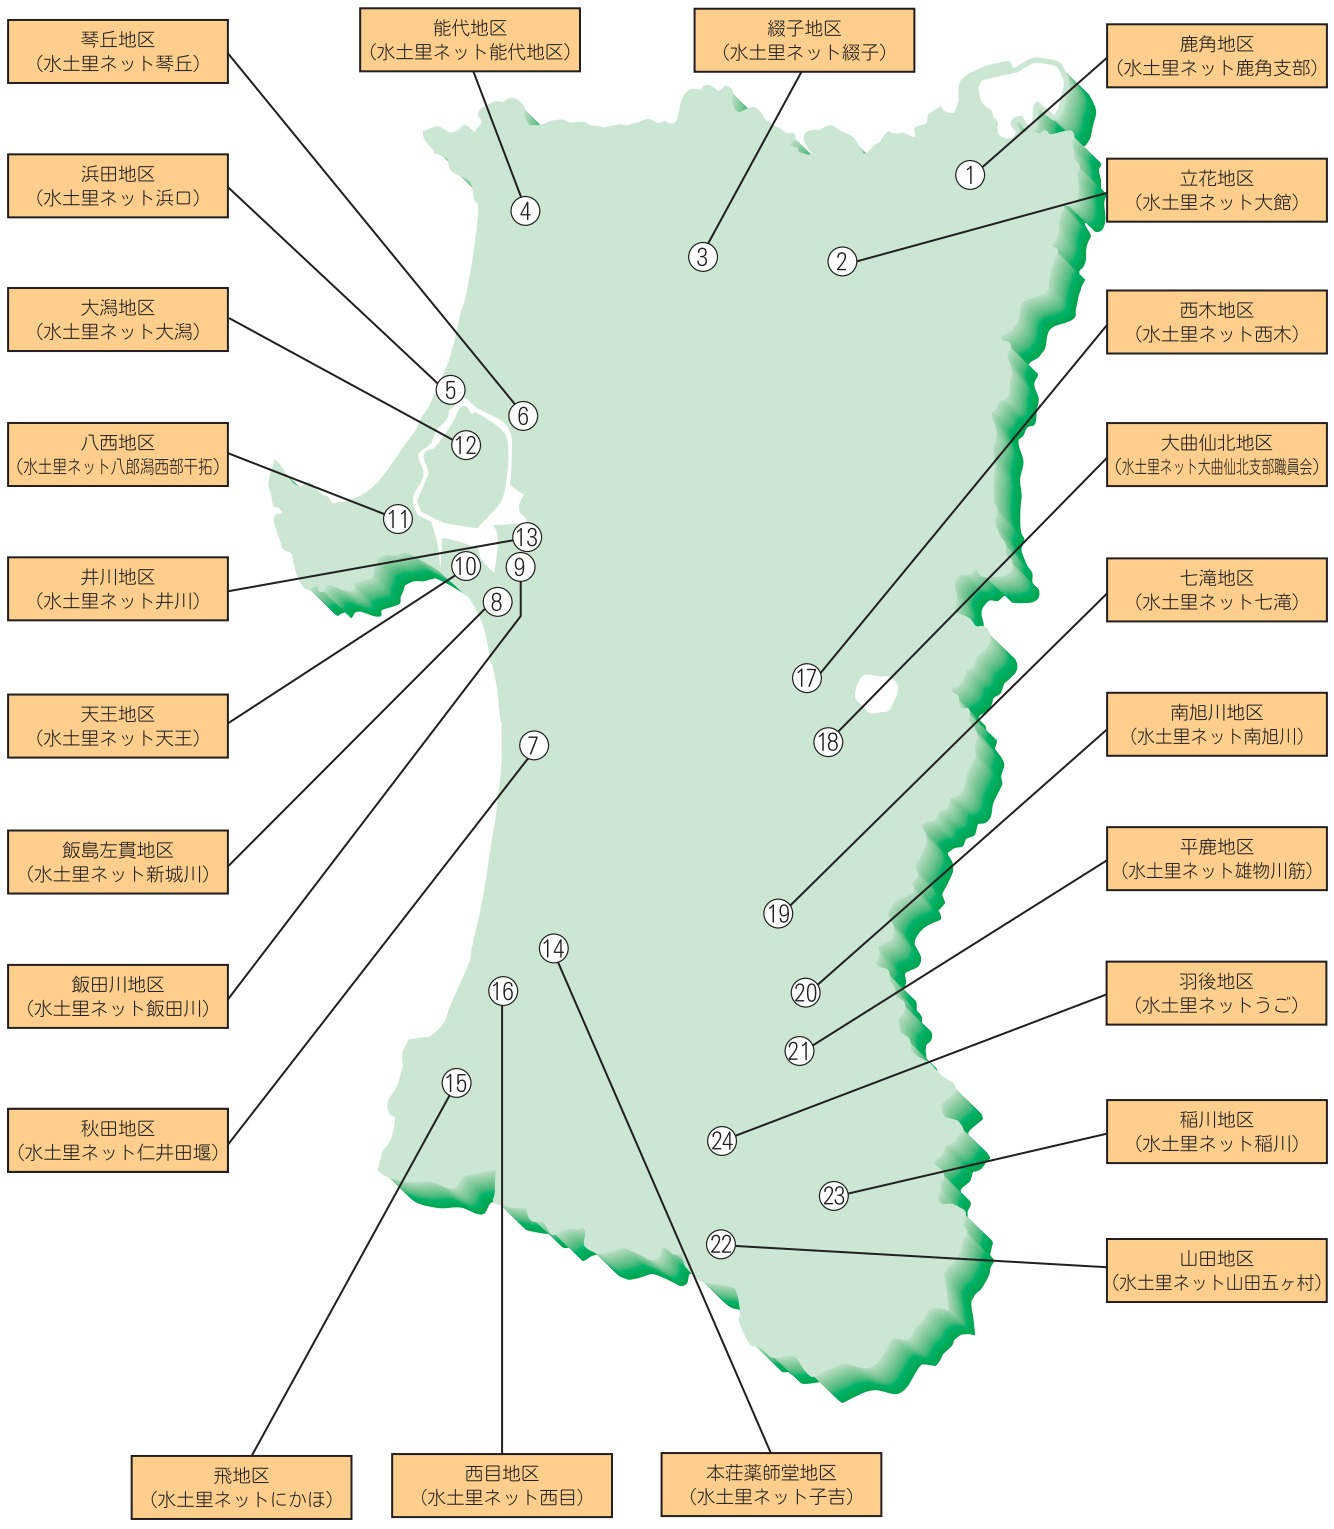 能代地区
(水土里ネット能代地区)
綴子地区
(水土里ネット綴子)
琴丘地区
(水土里ネット琴丘)
浜田地区
(水土里ネット浜口)
大潟地区
(水土里ネット大潟)
八西地区
(水土里ネット八郎潟西部干拓)
井川地区
(水土里ネット井川)
天王地区
(水土里ネット天王)
飯島左貫地区
(水土里ネット新城川)
飯田川地区
(水土里ネット飯田川)
秋田地区
(水土里ネット仁井田堰)
鹿角地区
(水土里ネット鹿角支部)
立花地区
(水土里ネット大館)
西木地区
(水土里ネット西木)
大曲仙北地区
(水土里ネット大曲仙北支部職員会)
七滝地区
(水土里ネット七滝)
南旭川地区
(水土里ネット南旭川)
平鹿地区
(水土里ネット雄物川筋)
羽後地区
(水土里ネットうご)
稲川地区
(水土里ネット稲川)
山田地区
(水土里ネット山田五ヶ村)
飛地区
(水土里ネットにかほ)
西目地区
(水土里ネット西目)
本荘薬師堂地区
(水土里ネット子吉)
1
4
3
2
5
6
12
11
13
10
9
8
17
18
7
19
14
16
20
21
15
24
23
22